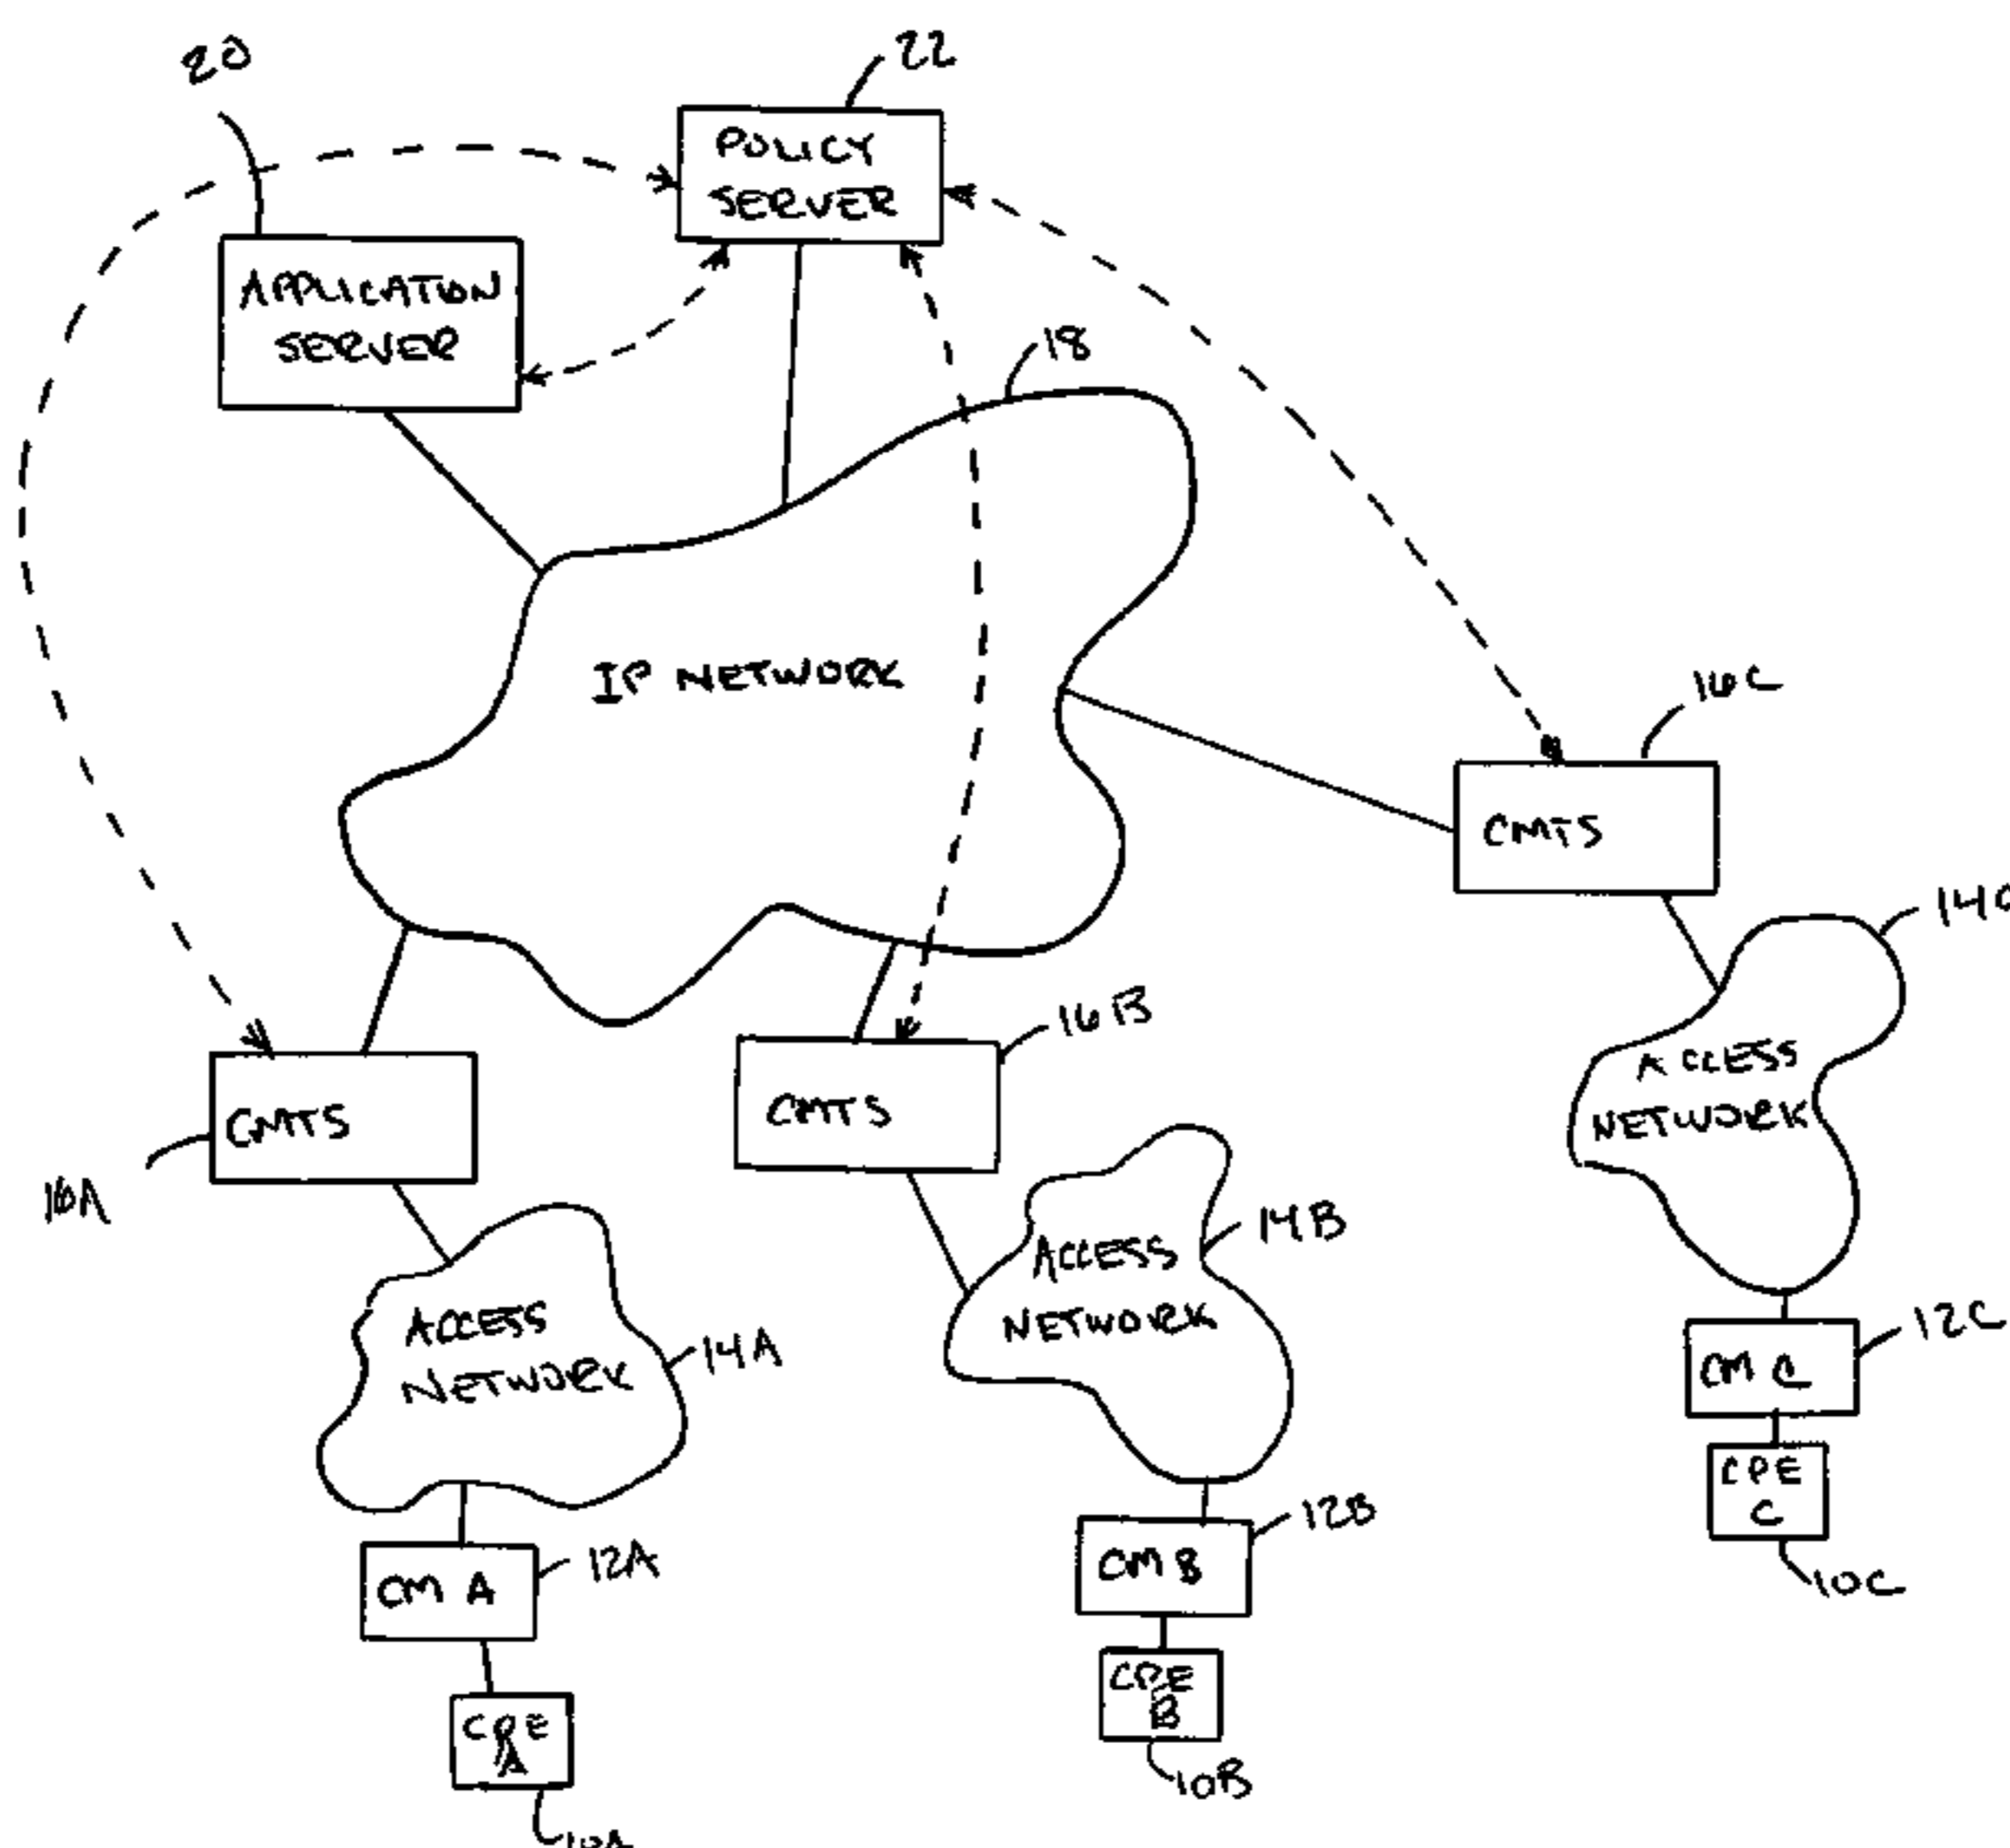 20
22
POLICY
SERVER
APPLICATION
SERVER
18
IP NETWORK
16C
CMTS
14C
16B
CMTS
ACCESS
NETWORK
CMTS
16A
14B
ACCESS
NETWORK
ACCESS
NETWORK
14A
12C
CM C
CPE
C
10C
12B
CM B
12A
CM A
CPE
B
10B
CPE
A
10A